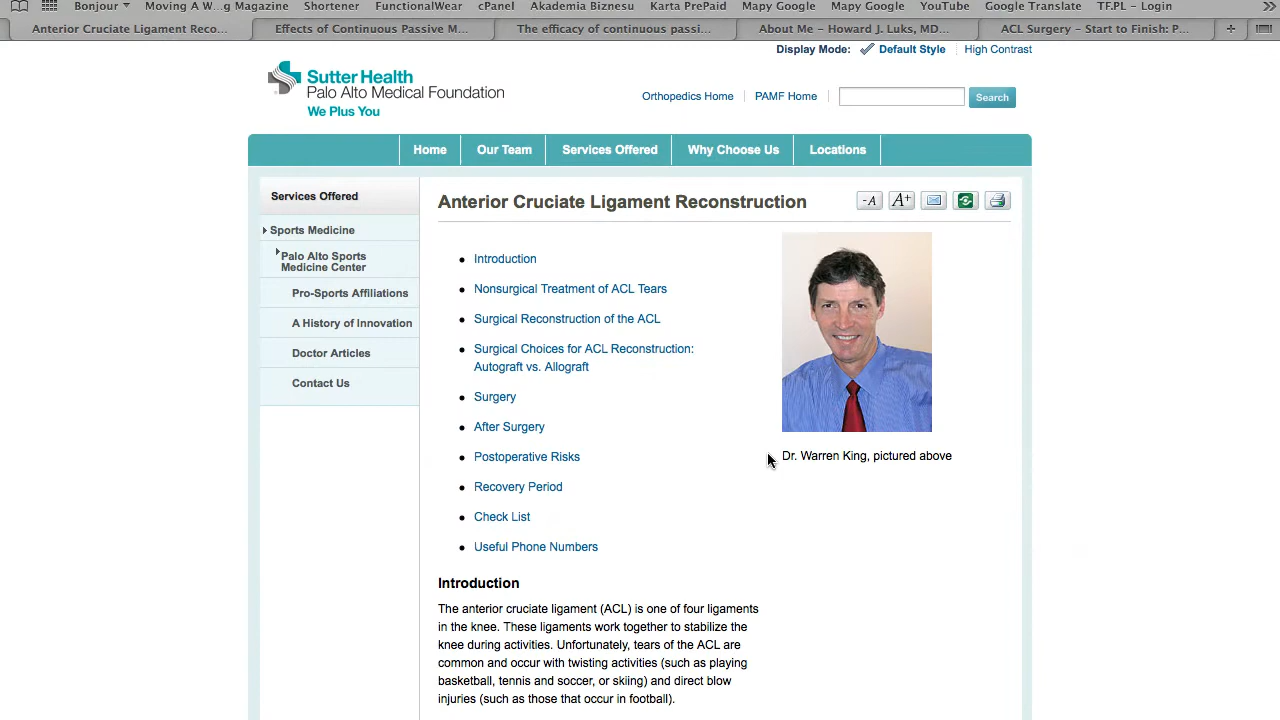 Bonjour Moving A W...g Magazine Shortener FunctionalWear cPanel Akademia Biznesu Karta PrePaid Mapy Google Mapy Google YouTube Google Translate TF.PL – Login
Anterior Cruciate Ligament Reco... Effects of Continuous Passive M... The efficacy of continuous passi... About Me – Howard J. Luks, MD... ACL Surgery – Start to Finish: P...
Display Mode: Default Style High Contrast
Sutter Health
Palo Alto Medical Foundation
We Plus You
Orthopedics Home PAMF Home Search
Home Our Team Services Offered Why Choose Us Locations
Services Offered
Sports Medicine
Palo Alto Sports
Medicine Center
Pro-Sports Affiliations
A History of Innovation
Doctor Articles
Contact Us
Anterior Cruciate Ligament Reconstruction
-A A+
Introduction
Nonsurgical Treatment of ACL Tears
Surgical Reconstruction of the ACL
Surgical Choices for ACL Reconstruction:
Autograft vs. Allograft
Surgery
After Surgery
Postoperative Risks
Recovery Period
Check List
Useful Phone Numbers
Dr. Warren King, pictured above
Introduction
The anterior cruciate ligament (ACL) is one of four ligaments
in the knee. These ligaments work together to stabilize the
knee during activities. Unfortunately, tears of the ACL are
common and occur with twisting activities (such as playing
basketball, tennis and soccer, or skiing) and direct blow
injuries (such as those that occur in football).